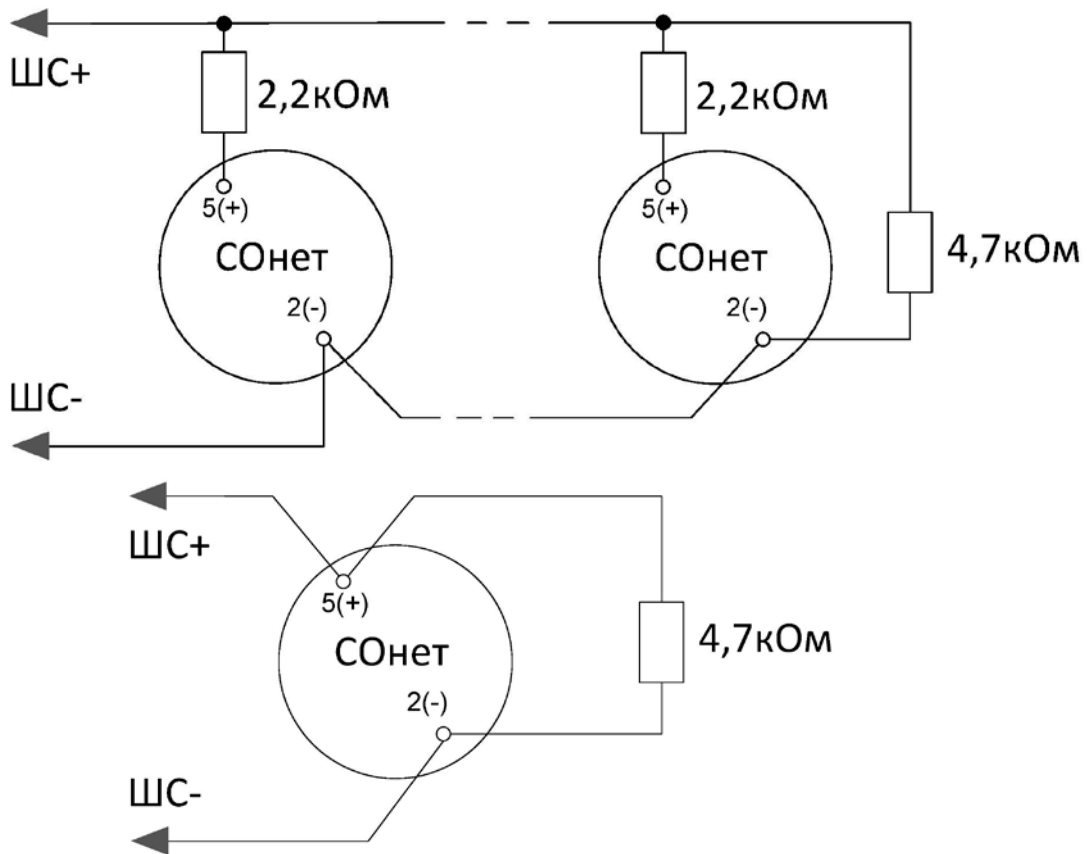 ШС+
2,2кОм
2,2кОм
5(+)
5(+)
СОнет
СОнет
4,7кОм
2(-)
2(-)
ШС-
ШС+
5(+)
СОнет
4,7кОм
2(-)
ШС-